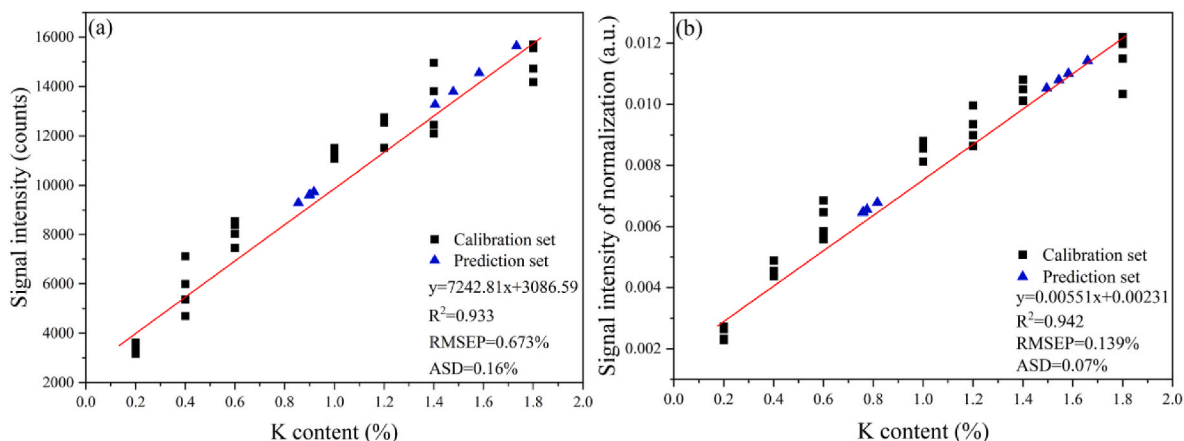 (a)
Signal intensity (counts)
16000
14000
12000
10000
8000
6000
4000
2000
Calibration set
Prediction set
y=7242.81x+3086.59
R²=0.933
RMSEP=0.673%
ASD=0.16%
0.0 0.2 0.4 0.6 0.8 1.0 1.2 1.4 1.6 1.8 2.0
K content (%)
(b)
Signal intensity of normalization (a.u.)
0.012
0.010
0.008
0.006
0.004
0.002
Calibration set
Prediction set
y=0.00551x+0.00231
R²=0.942
RMSEP=0.139%
ASD=0.07%
0.0 0.2 0.4 0.6 0.8 1.0 1.2 1.4 1.6 1.8 2.0
K content (%)